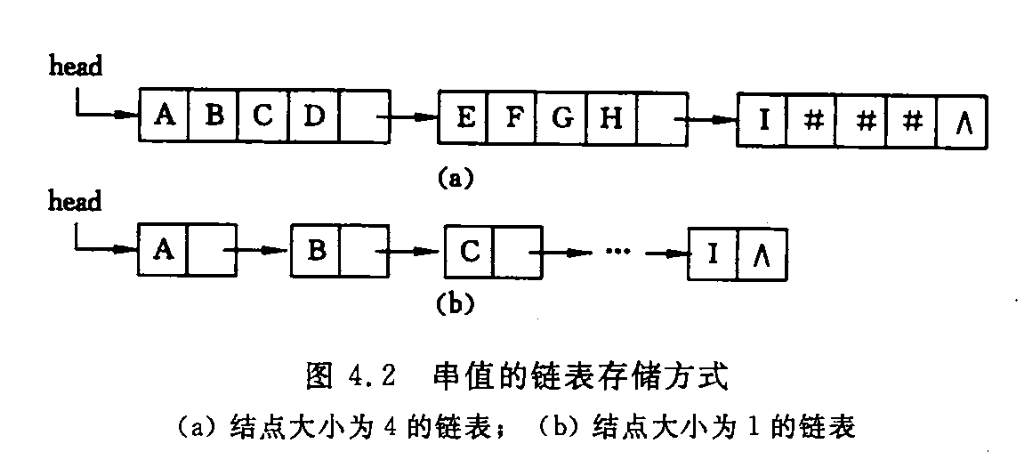 head
A B C D E F G H I # # # ∧
(a)
head
A B C ··· I ∧
(b)
图 4.2 串值的链表存储方式
(a) 结点大小为 4 的链表; (b) 结点大小为 1 的链表